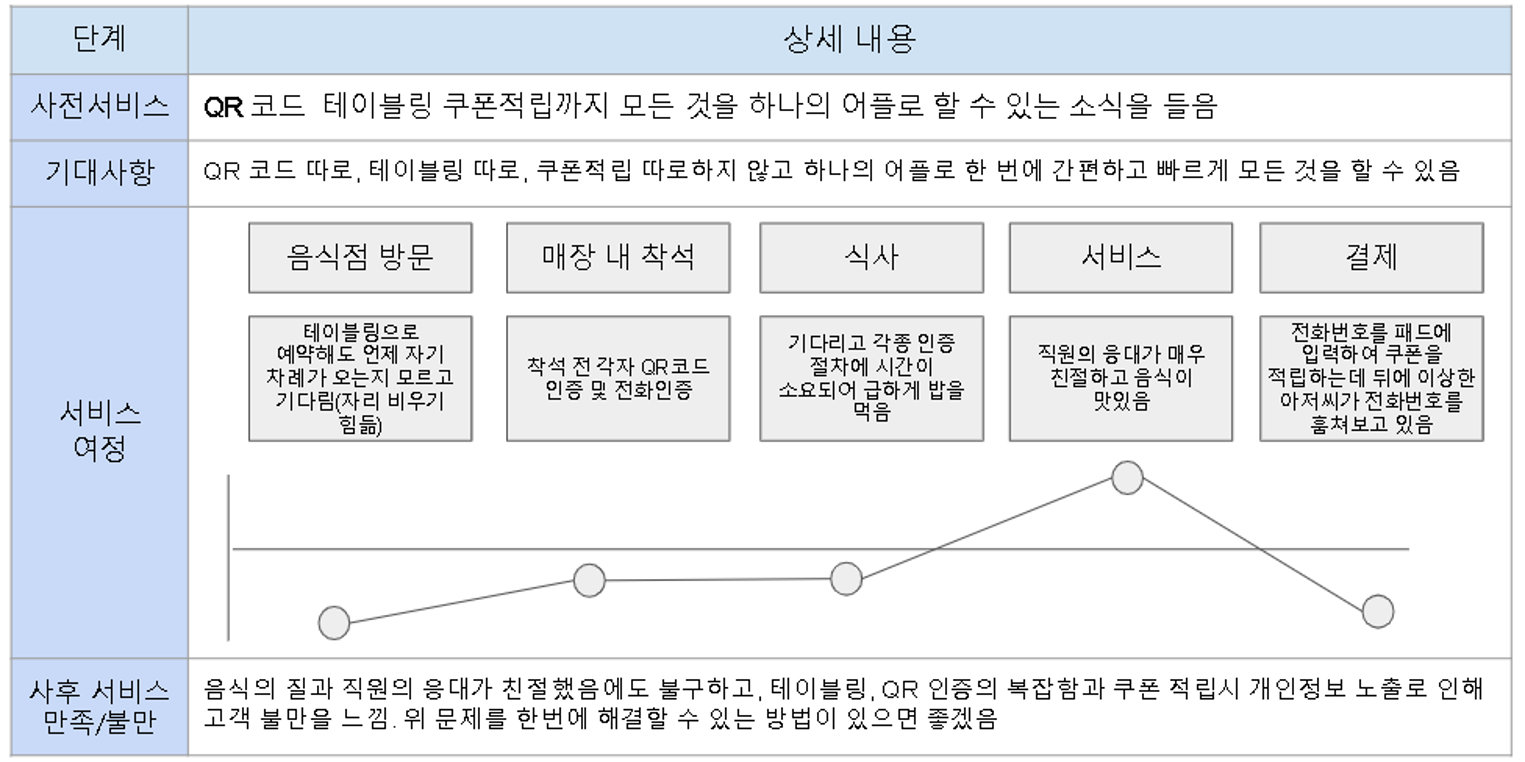 단계
상세 내용
사전서비스
QR 코드 테이블링 쿠폰적립까지 모든 것을 하나의 어플로 할 수 있는 소식을 들음
기대사항
QR 코드 따로, 테이블링 따로, 쿠폰적립 따로하지 않고 하나의 어플로 한 번에 간편하고 빠르게 모든 것을 할 수 있음
서비스
여정
음식점 방문
매장 내 착석
식사
서비스
결제
테이블링으로
예약해도 언제 자기
차례가 오는지 모르고
기다림(자리 비우기
힘듦)
착석 전 각자 QR코드
인증 및 전화인증
기다리고 각종 인증
절차에 시간이
소요되어 급하게 밥을
먹음
직원의 응대가 매우
친절하고 음식이
맛있음
전화번호를 패드에
입력하여 쿠폰을
적립하는데 뒤에 이상한
아저씨가 전화번호를
훔쳐보고 있음
사후 서비스
만족/불만
음식의 질과 직원의 응대가 친절했음에도 불구하고, 테이블링, QR 인증의 복잡함과 쿠폰 적립시 개인정보 노출로 인해
고객 불만을 느낌. 위 문제를 한번에 해결할 수 있는 방법이 있으면 좋겠음